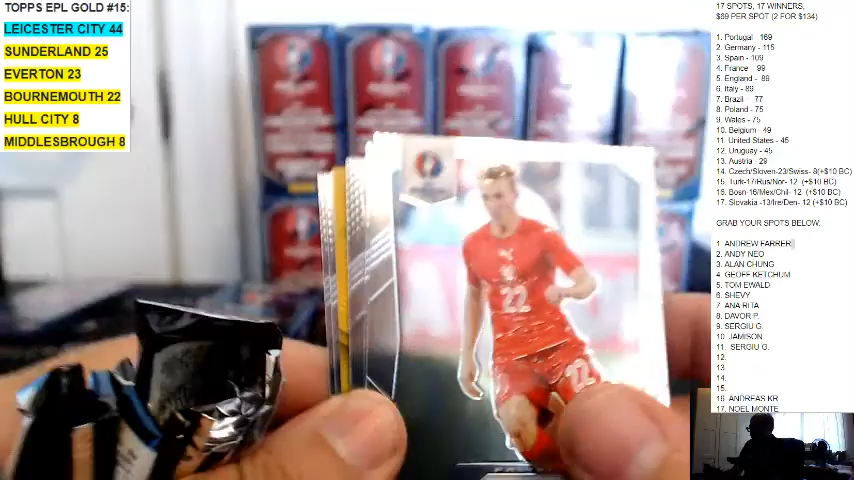 TOPPS EPL GOLD #15:
LEICESTER CITY 44
SUNDERLAND 25
EVERTON 23
BOURNEMOUTH 22
HULL CITY 8
MIDDLESBROUGH 8
17 SPOTS, 17 WINNERS,
$69 PER SPOT (2 FOR $134)
1. Portugal - 169
2. Germany - 115
3. Spain - 109
4. France - 99
5. England - 89
6. Italy - 89
7. Brazil - 77
8. Poland - 75
9. Wales - 75
10. Belgium - 49
11 United States - 45
12. Uruguay - 45
13. Austria - 29
14. Czech/Sloven-23/Swiss- 8(+$10 BC)
15. Turk-17/Rus/Nor- 12 (+$10 BC)
16. Bosn-16/Mex/Chil- 12 (+$10 BC)
17. Slovakia -13/Ire/Den- 12 (+$10 BC)
GRAB YOUR SPOTS BELOW:
1. ANDREW FARRER
2. ANDY NEO
3. ALAN CHUNG
4. GEOFF KETCHUM
5. TOM EWALD
6. SHEVY
7. ANA RITA
8. DAVOR P.
9. SERGIU G.
10. JAMISON
11. SERGIU G.
12.
13.
14.
15.
16. ANDREAS KR
17. NOEL MONTE
22
22